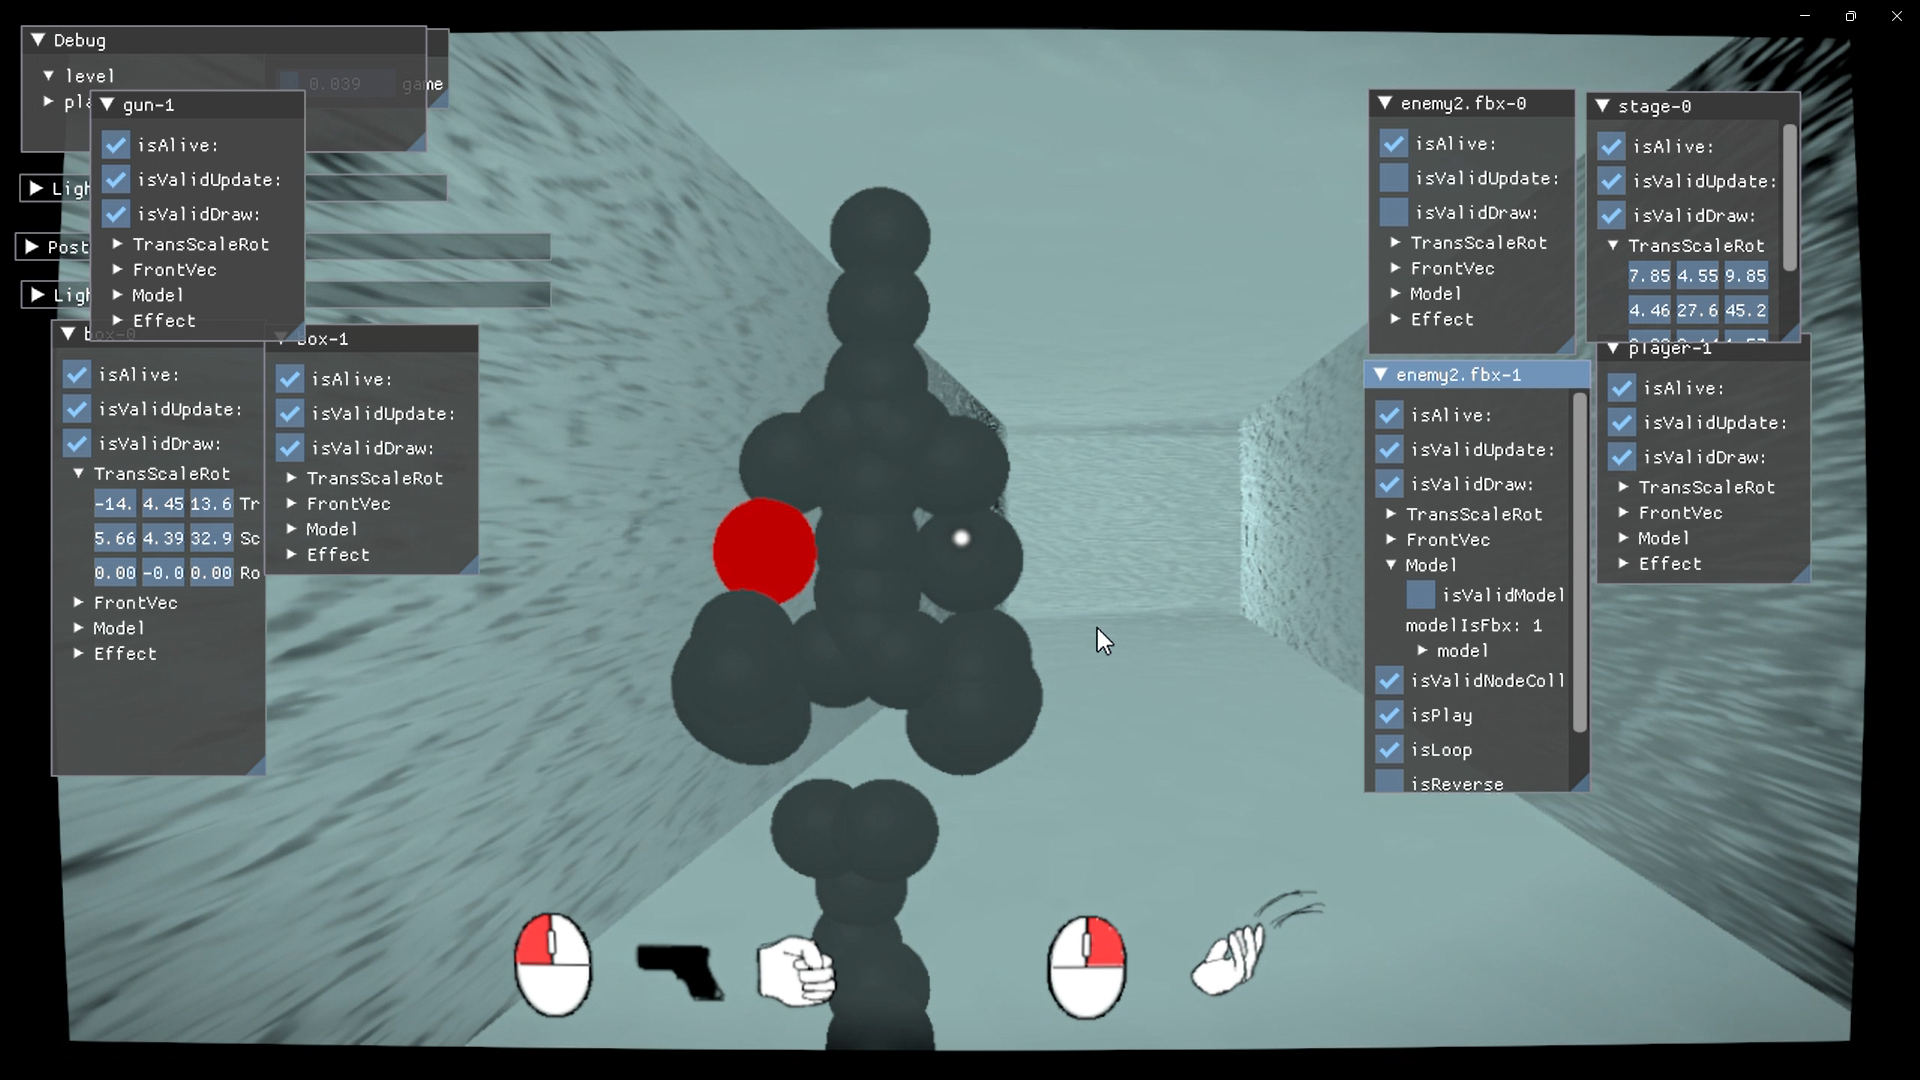 Debug
level
0.039 game
gun-1
isAlive:
isValidUpdate:
isValidDraw:
TransScaleRot
FrontVec
Model
Effect
Ligh
Post
Ligh
box-0
isAlive:
isValidUpdate:
isValidDraw:
TransScaleRot
-14. 4.45 13.6 Tr
5.66 4.39 32.9 Sc
0.00 -0.0 0.00 Ro
FrontVec
Model
Effect
box-1
isAlive:
isValidUpdate:
isValidDraw:
TransScaleRot
FrontVec
Model
Effect
enemy2.fbx-0
isAlive:
isValidUpdate:
isValidDraw:
TransScaleRot
FrontVec
Model
Effect
stage-0
isAlive:
isValidUpdate:
isValidDraw:
TransScaleRot
7.85 4.55 9.85
4.46 27.6 45.2
enemy2.fbx-1
isAlive:
isValidUpdate:
isValidDraw:
TransScaleRot
FrontVec
Model
isValidModel
modelIsFbx: 1
model
isValidNodeColl
isPlay
isLoop
isReverse
player-1
isAlive:
isValidUpdate:
isValidDraw:
TransScaleRot
FrontVec
Model
Effect